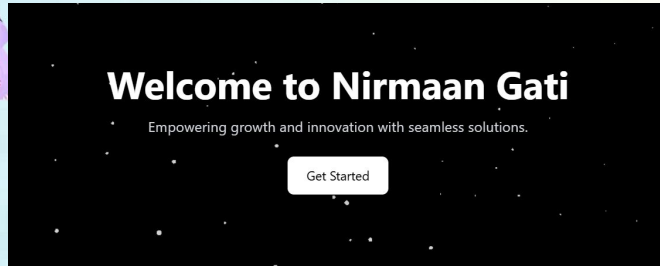 Welcome to Nirmaan Gati
Empowering growth and innovation with seamless solutions.
Get Started